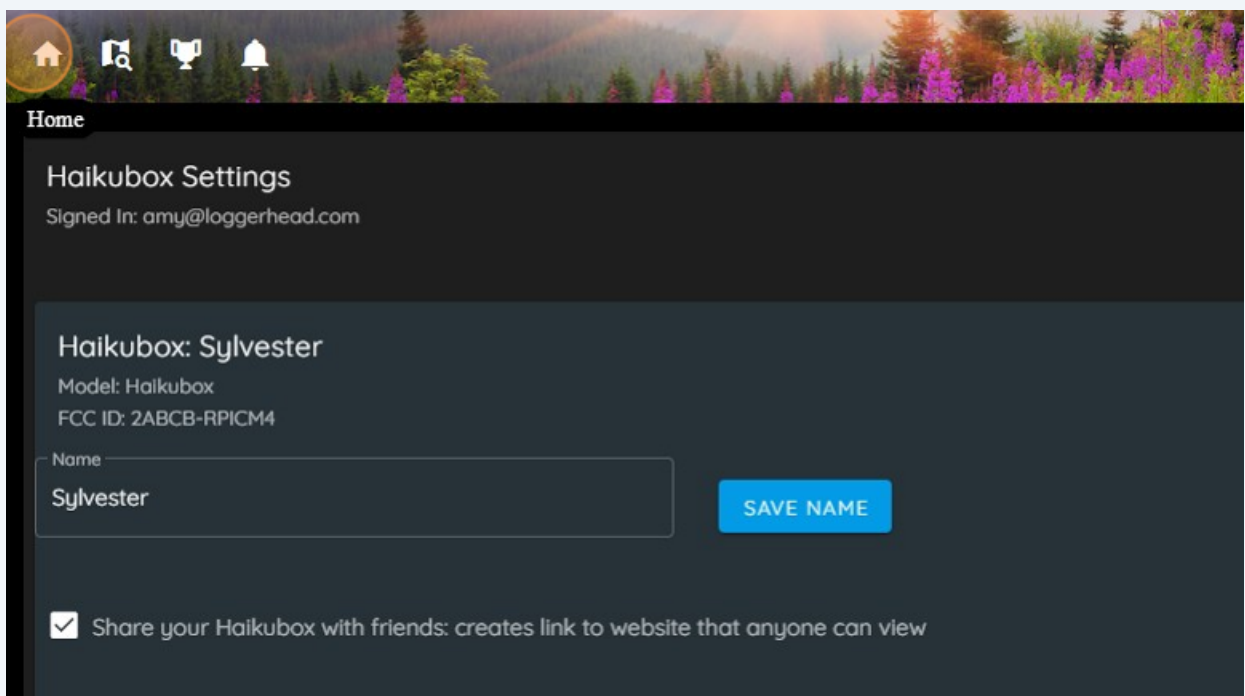 Home
Haikubox Settings
Signed In: amy@loggerhead.com
Haikubox: Sylvester
Model: Haikubox
FCC ID: 2ABCB-RPICM4
Name
Sylvester
SAVE NAME
Share your Haikubox with friends: creates link to website that anyone can view